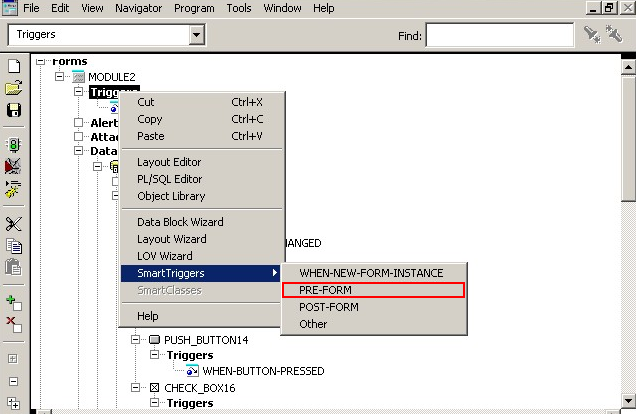 File Edit View Navigator Program Tools Window Help
Triggers Find:
Forms
MODULE2
Triggers
Cut Ctrl+X
Copy Ctrl+C
Paste Ctrl+V
Layout Editor
PL/SQL Editor
Object Library
Data Block Wizard
Layout Wizard
LOV Wizard
SmartTriggers
SmartClasses
Help
Alert
Attac
Data
HANGED
WHEN-NEW-FORM-INSTANCE
PRE-FORM
POST-FORM
Other
PUSH_BUTTON14
Triggers
WHEN-BUTTON-PRESSED
CHECK_BOX16
Triggers